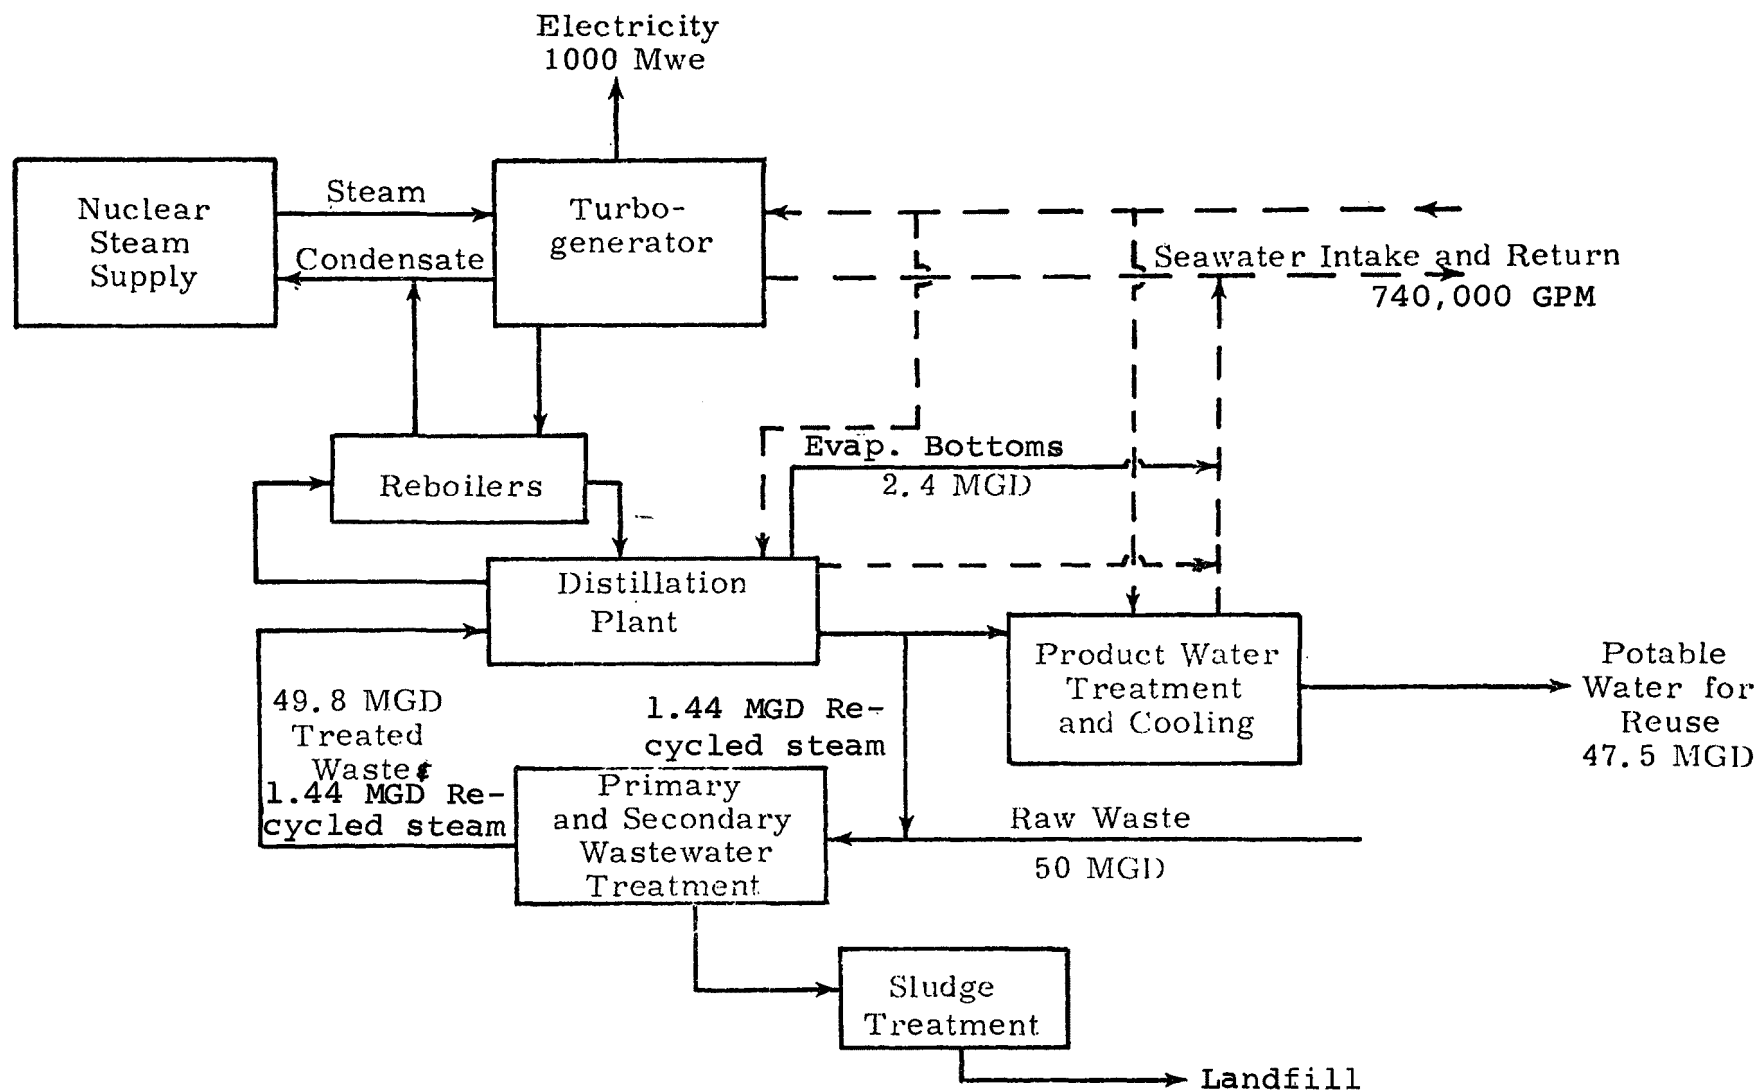 Electricity
1000 Mwe
Nuclear
Steam
Supply
Steam
Condensate
Turbo-
generator
Seawater Intake and Return
740,000 GPM
Reboilers
Evap. Bottoms
2.4 MGD
Distillation
Plant
Product Water
Treatment
and Cooling
Potable
Water for
Reuse
47.5 MGD
49.8 MGD
Treated
Waste
1.44 MGD Re-
cycled steam
1.44 MGD Re-
cycled steam
Primary
and Secondary
Wastewater
Treatment
Raw Waste
50 MGD
Sludge
Treatment
Landfill